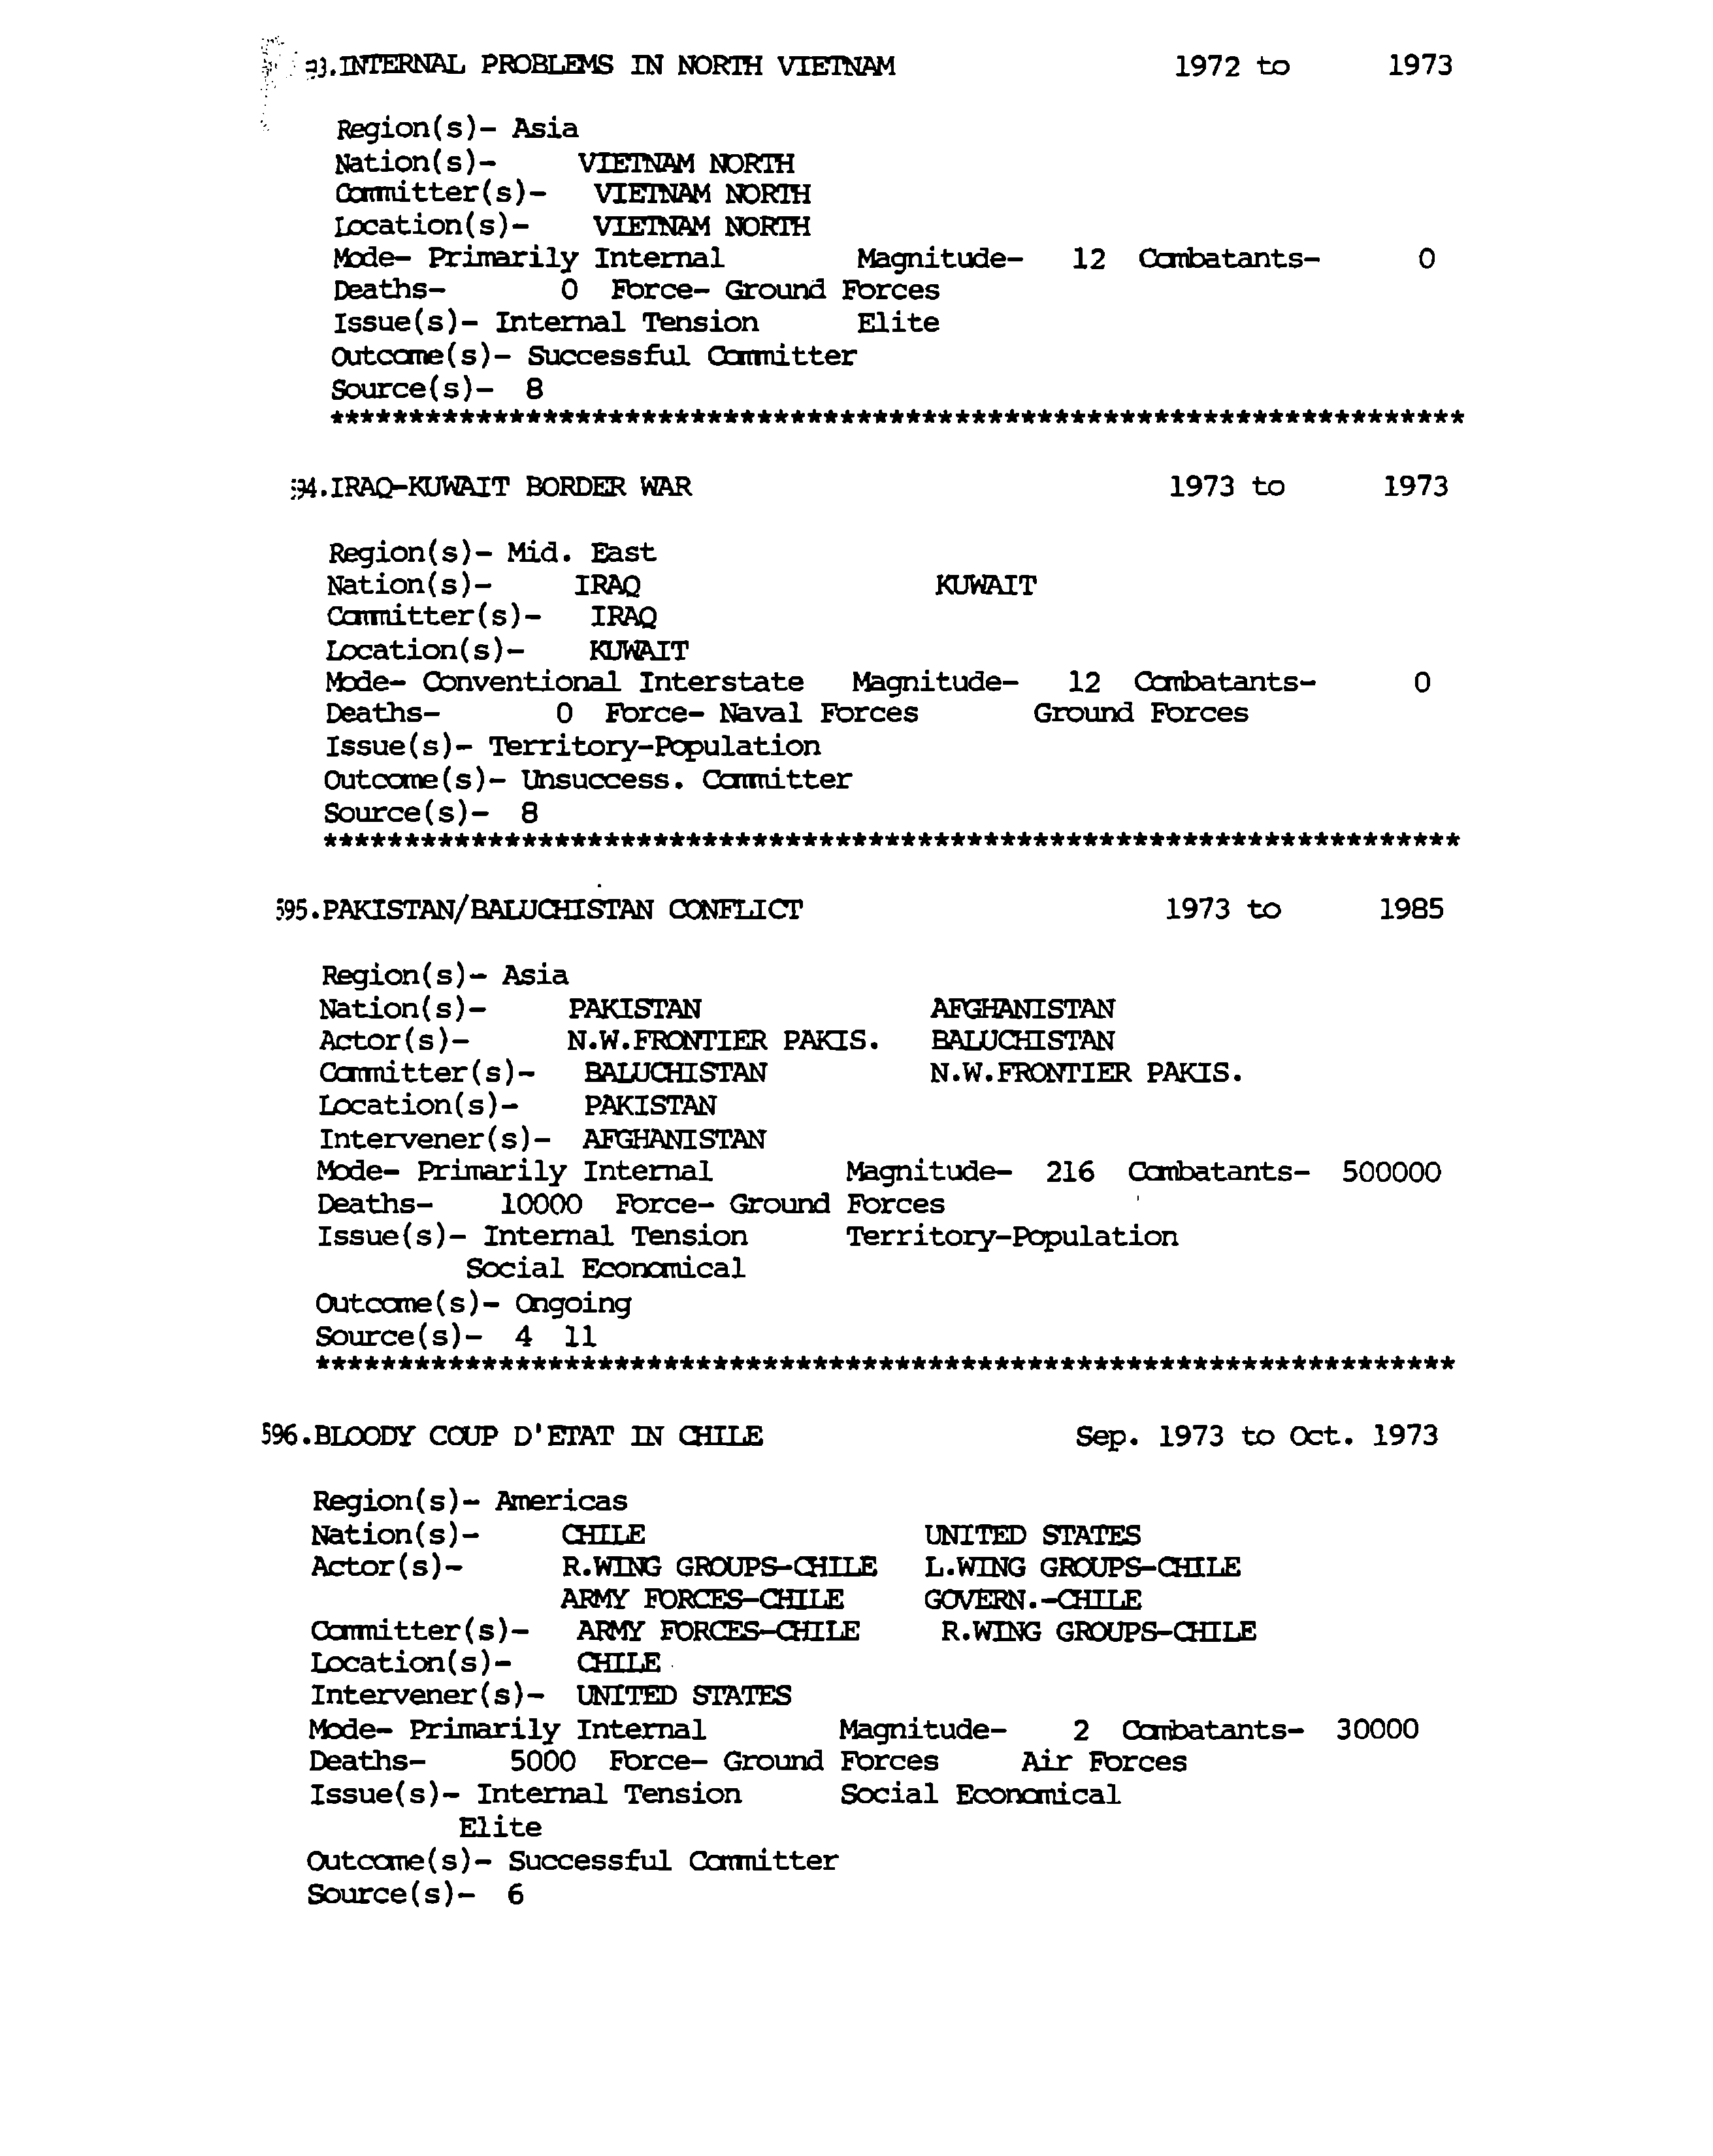 93.INTERNAL PROBLEMS IN NORTH VIETNAM 1972 to 1973
Region(s)- Asia
Nation(s)- VIETNAM NORTH
Committer(s)- VIETNAM NORTH
Location(s)- VIETNAM NORTH
Mode- Primarily Internal Magnitude- 12 Combatants- 0
Deaths- 0 Force- Ground Forces
Issue(s)- Internal Tension Elite
Outcome(s)- Successful Committer
Source(s)- 8
*********************************************************************
594.IRAQ-KUWAIT BORDER WAR 1973 to 1973
Region(s)- Mid. East
Nation(s)- IRAQ KUWAIT
Committer(s)- IRAQ
Location(s)- KUWAIT
Mode- Conventional Interstate Magnitude- 12 Combatants- 0
Deaths- 0 Force- Naval Forces Ground Forces
Issue(s)- Territory-Population
Outcome(s)- Unsuccess. Committer
Source(s)- 8
*********************************************************************
595.PAKISTAN/BALUCHISTAN CONFLICT 1973 to 1985
Region(s)- Asia
Nation(s)- PAKISTAN AFGHANISTAN
Actor(s)- N.W.FRONTIER PAKIS. BALUCHISTAN
Committer(s)- BALUCHISTAN N.W.FRONTIER PAKIS.
Location(s)- PAKISTAN
Intervener(s)- AFGHANISTAN
Mode- Primarily Internal Magnitude- 216 Combatants- 500000
Deaths- 10000 Force- Ground Forces
Issue(s)- Internal Tension Territory-Population
Social Economical
Outcome(s)- Ongoing
Source(s)- 4 11
*********************************************************************
596.BLOODY COUP D'ETAT IN CHILE Sep. 1973 to Oct. 1973
Region(s)- Americas
Nation(s)- CHILE UNITED STATES
Actor(s)- R.WING GROUPS-CHILE L.WING GROUPS-CHILE
ARMY FORCES-CHILE GOVERN.-CHILE
Committer(s)- ARMY FORCES-CHILE R.WING GROUPS-CHILE
Location(s)- CHILE
Intervener(s)- UNITED STATES
Mode- Primarily Internal Magnitude- 2 Combatants- 30000
Deaths- 5000 Force- Ground Forces Air Forces
Issue(s)- Internal Tension Social Economical
Elite
Outcome(s)- Successful Committer
Source(s)- 6